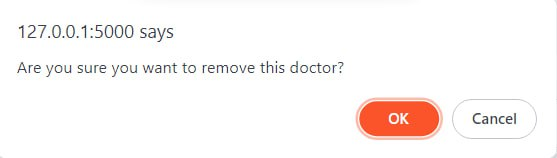 127.0.0.1:5000 says
Are you sure you want to remove this doctor?
OK Cancel